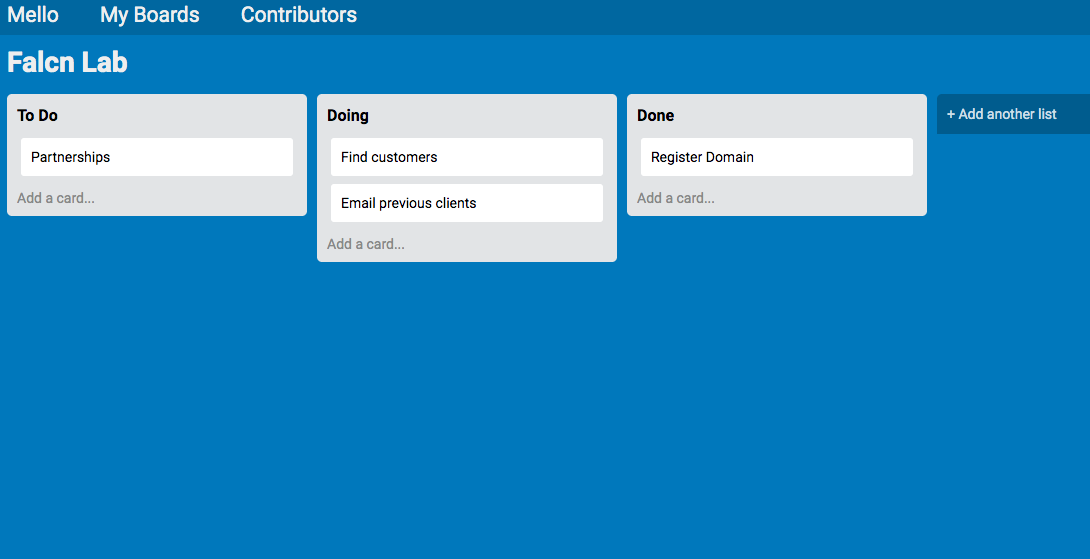 Mello My Boards Contributors
Falcn Lab
To Do
Partnerships
Add a card...
Doing
Find customers
Email previous clients
Add a card...
Done
Register Domain
Add a card...
+ Add another list